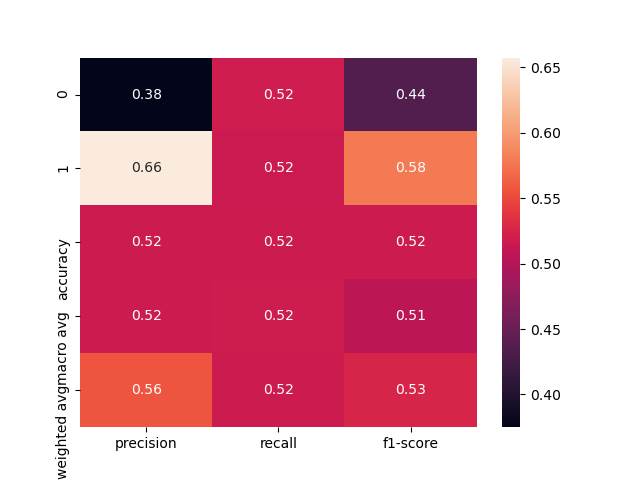 0 0.38 0.52 0.44
1 0.66 0.52 0.58
accuracy 0.52 0.52 0.52
macro avg 0.52 0.52 0.51
weighted avg 0.56 0.52 0.53
precision recall f1-score
0.65
0.60
0.55
0.50
0.45
0.40